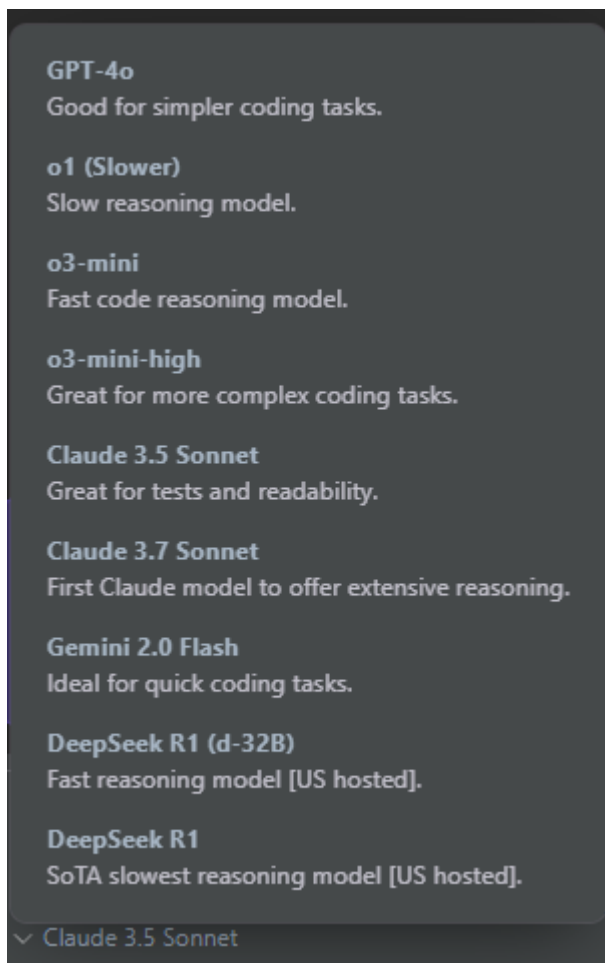 GPT-4o
Good for simpler coding tasks.
o1 (Slower)
Slow reasoning model.
o3-mini
Fast code reasoning model.
o3-mini-high
Great for more complex coding tasks.
Claude 3.5 Sonnet
Great for tests and readability.
Claude 3.7 Sonnet
First Claude model to offer extensive reasoning.
Gemini 2.0 Flash
Ideal for quick coding tasks.
DeepSeek R1 (d-32B)
Fast reasoning model [US hosted].
DeepSeek R1
SoTA slowest reasoning model [US hosted].
Claude 3.5 Sonnet